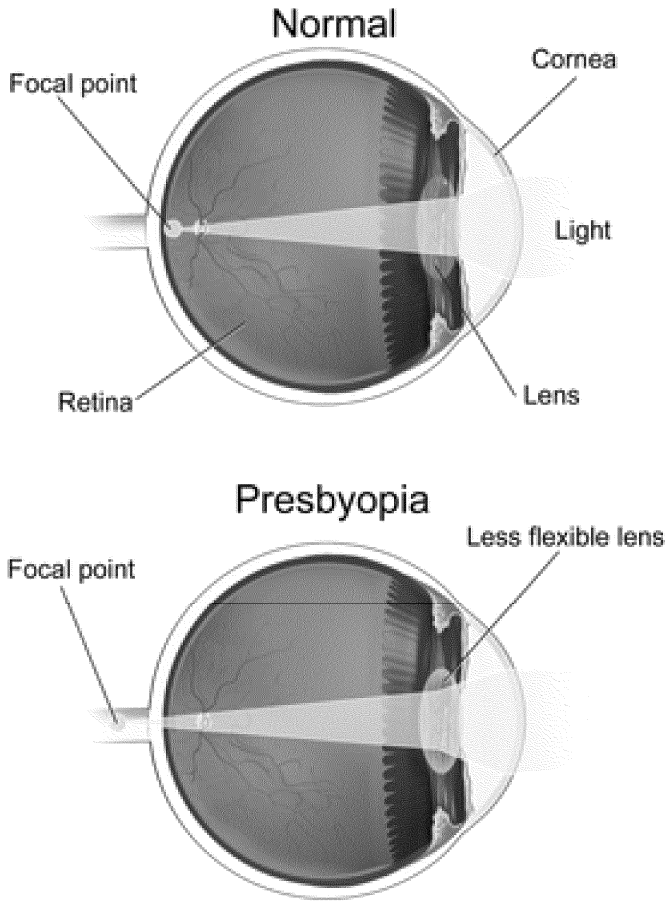 Normal
Focal point
Cornea
Light
Retina
Lens
Presbyopia
Less flexible lens
Focal point